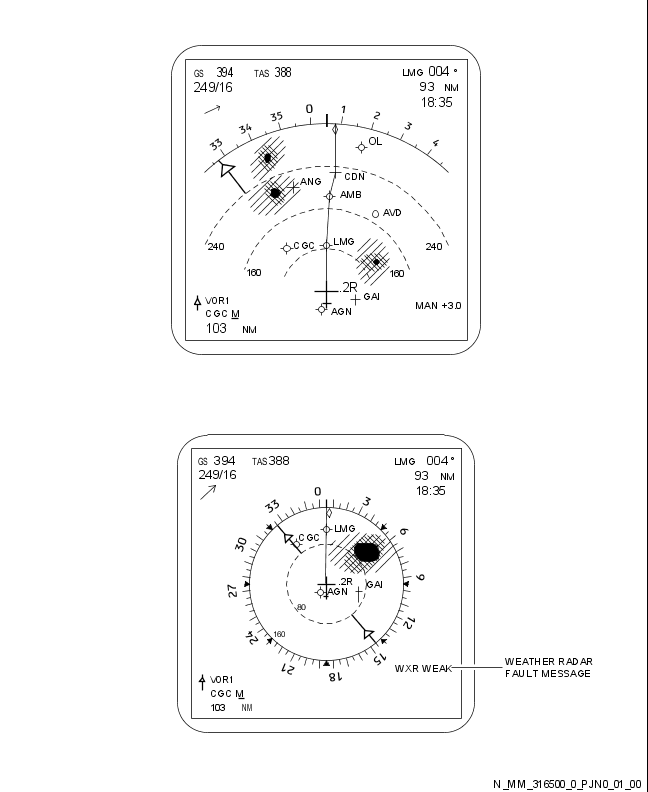 GS 394 TAS 388 LMG 004°
249/16 93 NM
18:35
33 34 35 0 1 2 3 4
OL
ANG CDN
AMB
AVD
CGC LMG
240 240
160 160
.2R
GAI
AGN
VOR1
CGC M
103 NM
MAN +3.0
GS 394 TAS388 LMG 004°
249/16 93 NM
18:35
0 3 6 9 12 15 18 21 24 27 30 33
CGC LMG
.2R GAI
AGN
80
160
WXR WEAK
WEATHER RADAR
FAULT MESSAGE
VOR1
CGC M
103 NM
N_MM_316500_0_PJN0_01_00